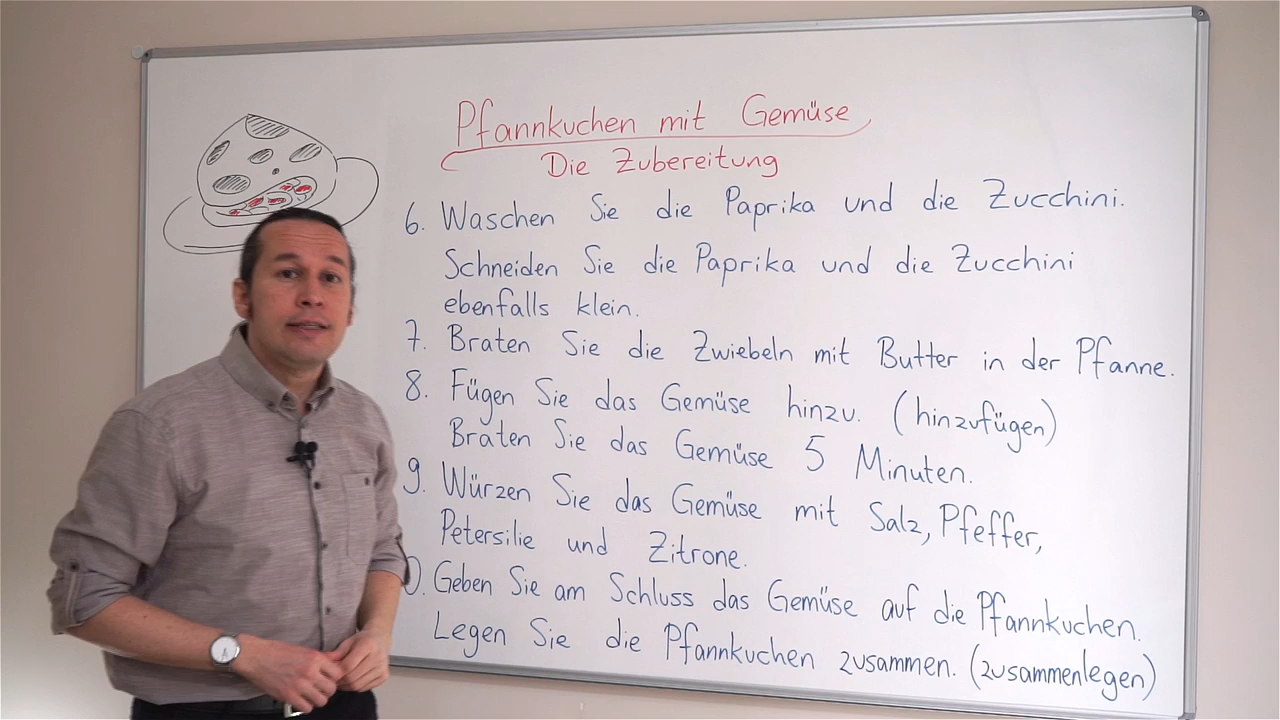 Pfannkuchen mit Gemüse
Die Zubereitung
6. Waschen Sie die Paprika und die Zucchini.
Schneiden Sie die Paprika und die Zucchini
ebenfalls klein.
7. Braten Sie die Zwiebeln mit Butter in der Pfanne.
8. Fügen Sie das Gemüse hinzu. (hinzufügen)
Braten Sie das Gemüse 5 Minuten.
9. Würzen Sie das Gemüse mit Salz, Pfeffer,
Petersilie und Zitrone.
0. Geben Sie am Schluss das Gemüse auf die Pfannkuchen.
Legen Sie die Pfannkuchen zusammen. (zusammenlegen)